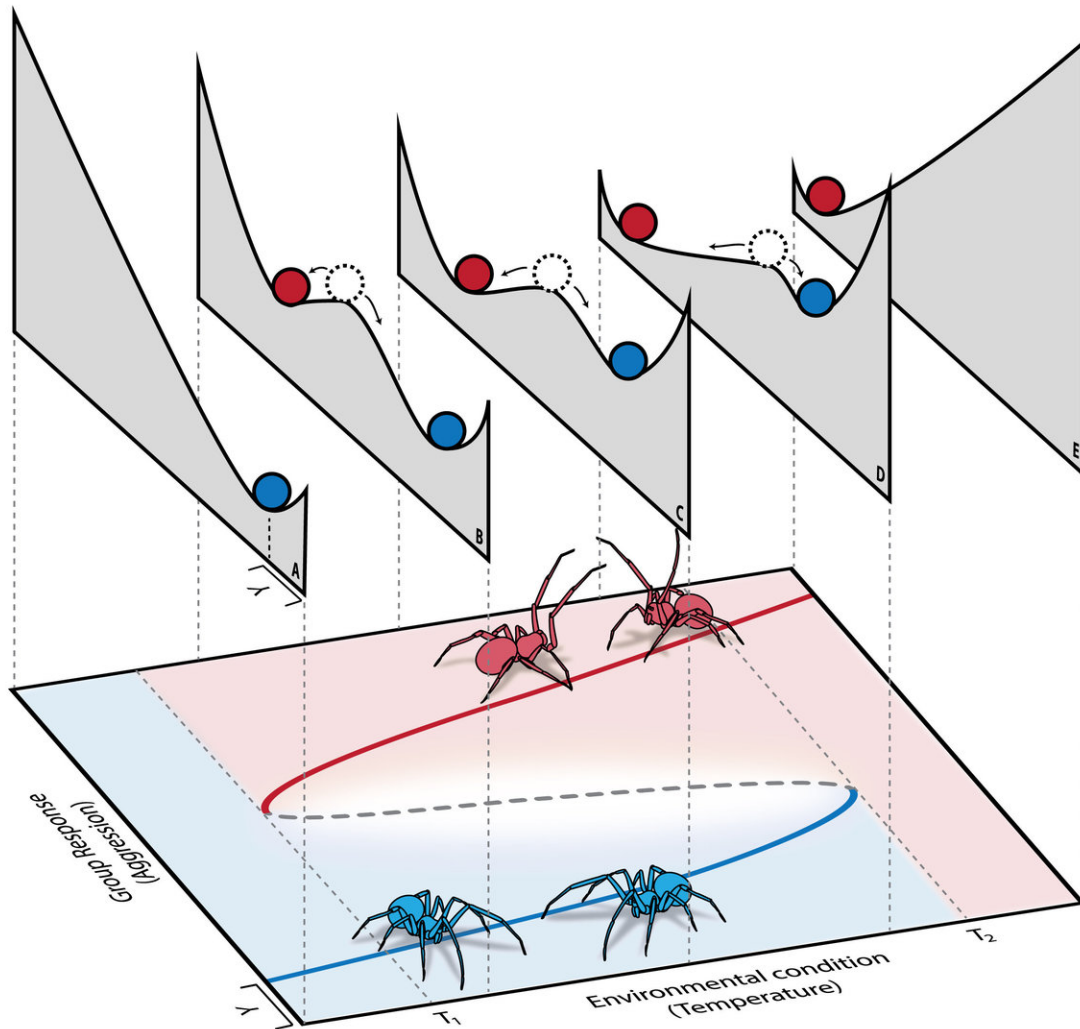 A
B
C
D
E
Y
Group Response
(Aggression)
Y
T1
Environmental condition
(Temperature)
T2